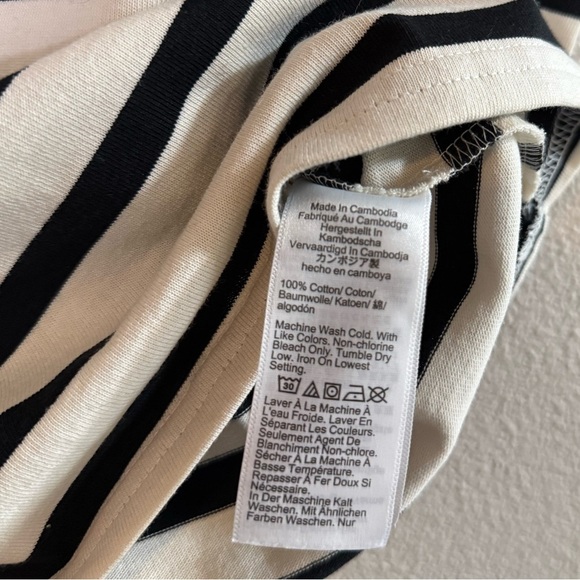 Made In Cambodia
Fabriqué Au Cambodge
Hergestellt In
Kambodscha
Vervaardigd In Cambodja
カンボジア製
hecho en camboya
100% Cotton/ Coton/
Baumwolle/ Katoen/ 綿/
algodón
Machine Wash Cold. With
Like Colors. Non-chlorine
Bleach Only. Tumble Dry
Low. Iron On Lowest
Setting.
30
Laver À La Machine À
L'eau Froide. Laver En
Séparant Les Couleurs.
Seulement Agent De
Blanchiment Non-chlore.
Sécher À La Machine À
Basse Température.
Repasser À Fer Doux Si
Nécessaire.
In Der Maschine Kalt
Waschen. Mit Ähnlichen
Farben Waschen. Nur